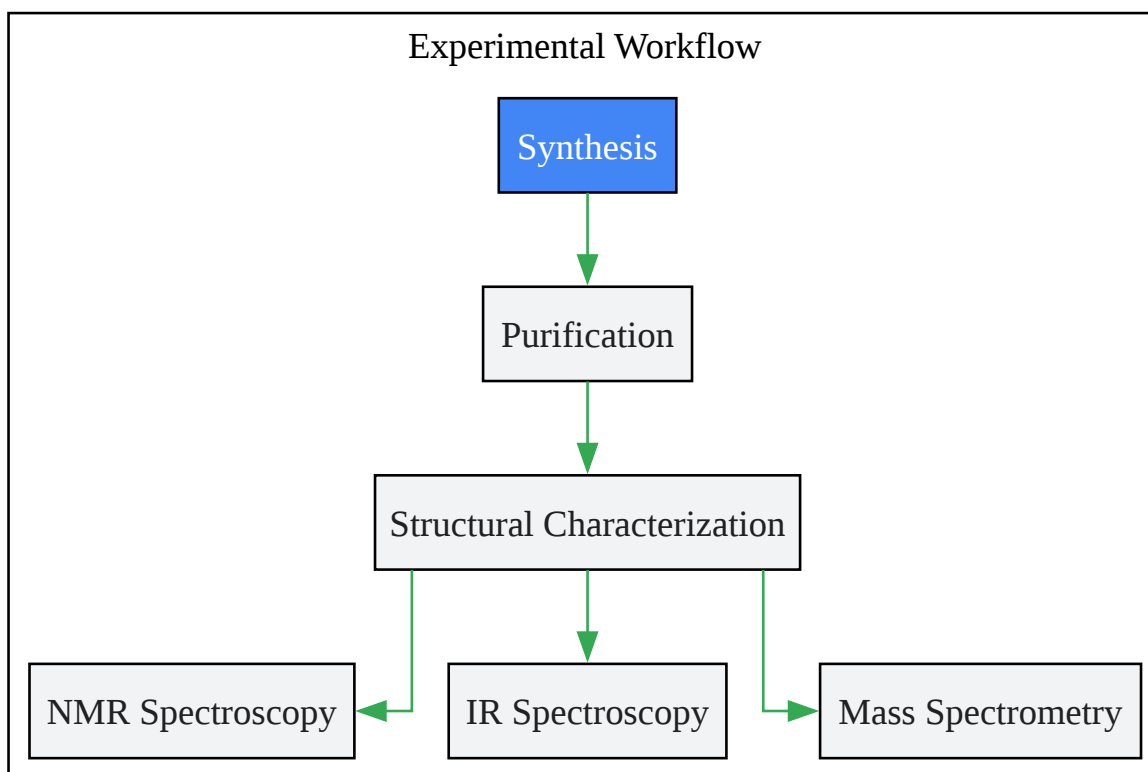 Experimental Workflow
Synthesis
Purification
Structural Characterization
NMR Spectroscopy
IR Spectroscopy
Mass Spectrometry